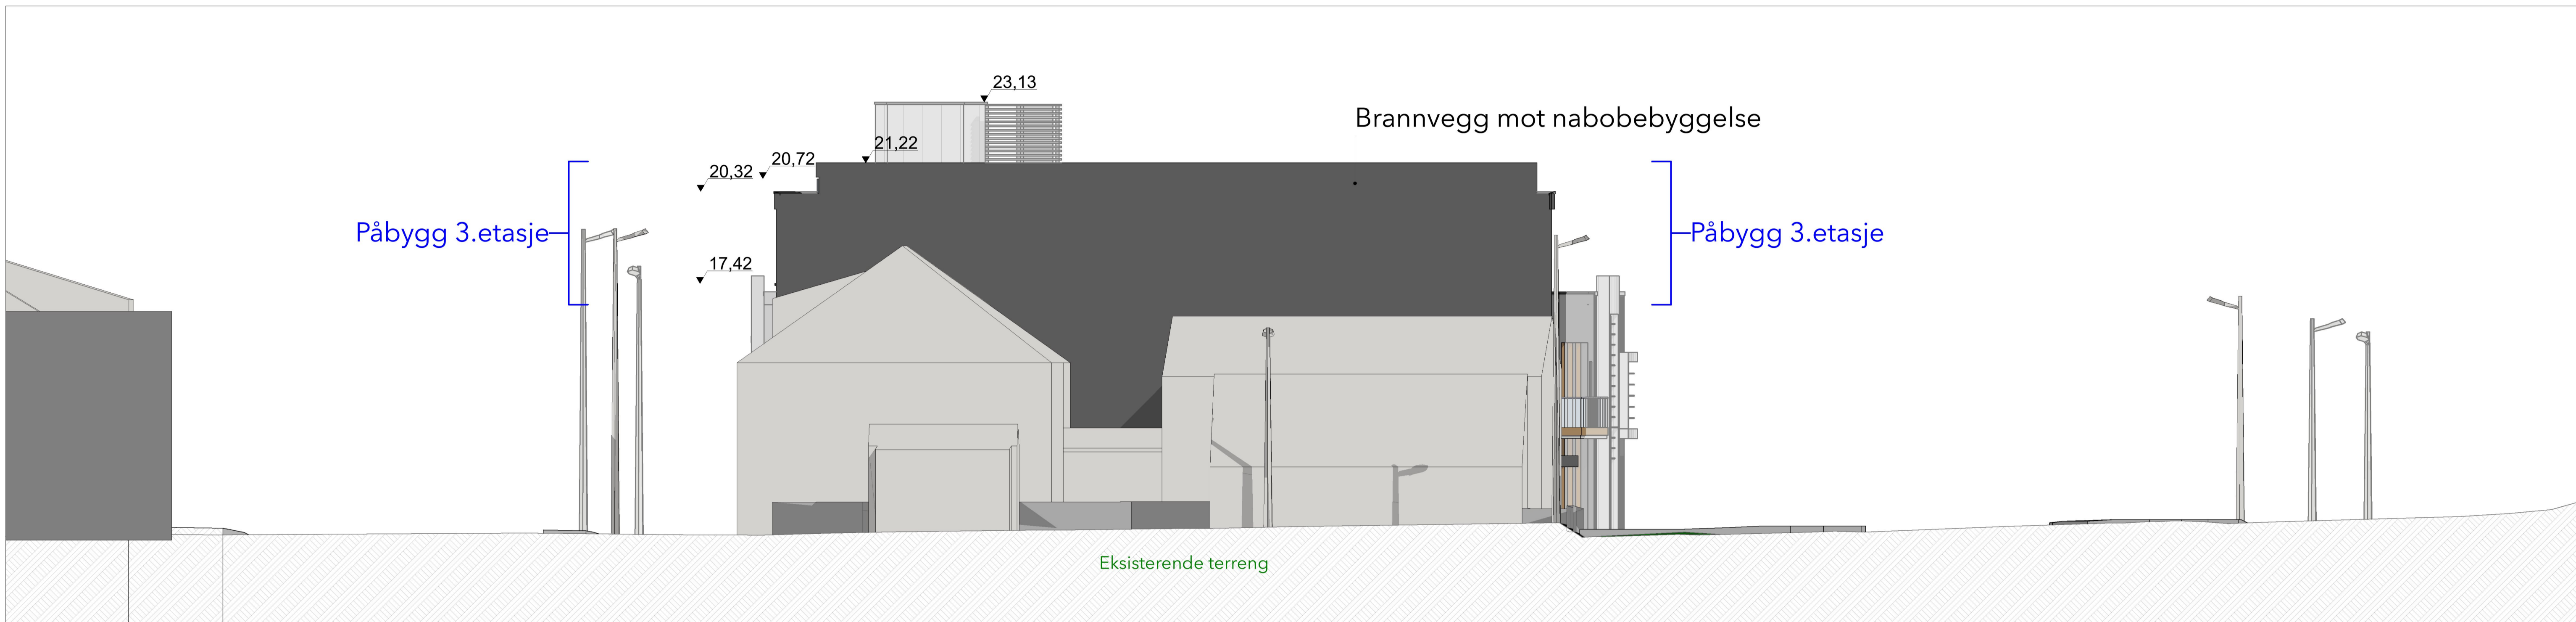 23,13
Brannvegg mot nabobebyggelse
21,22
20,72
20,32
Påbygg 3.etasje
Påbygg 3.etasje
17,42
Eksisterende terreng